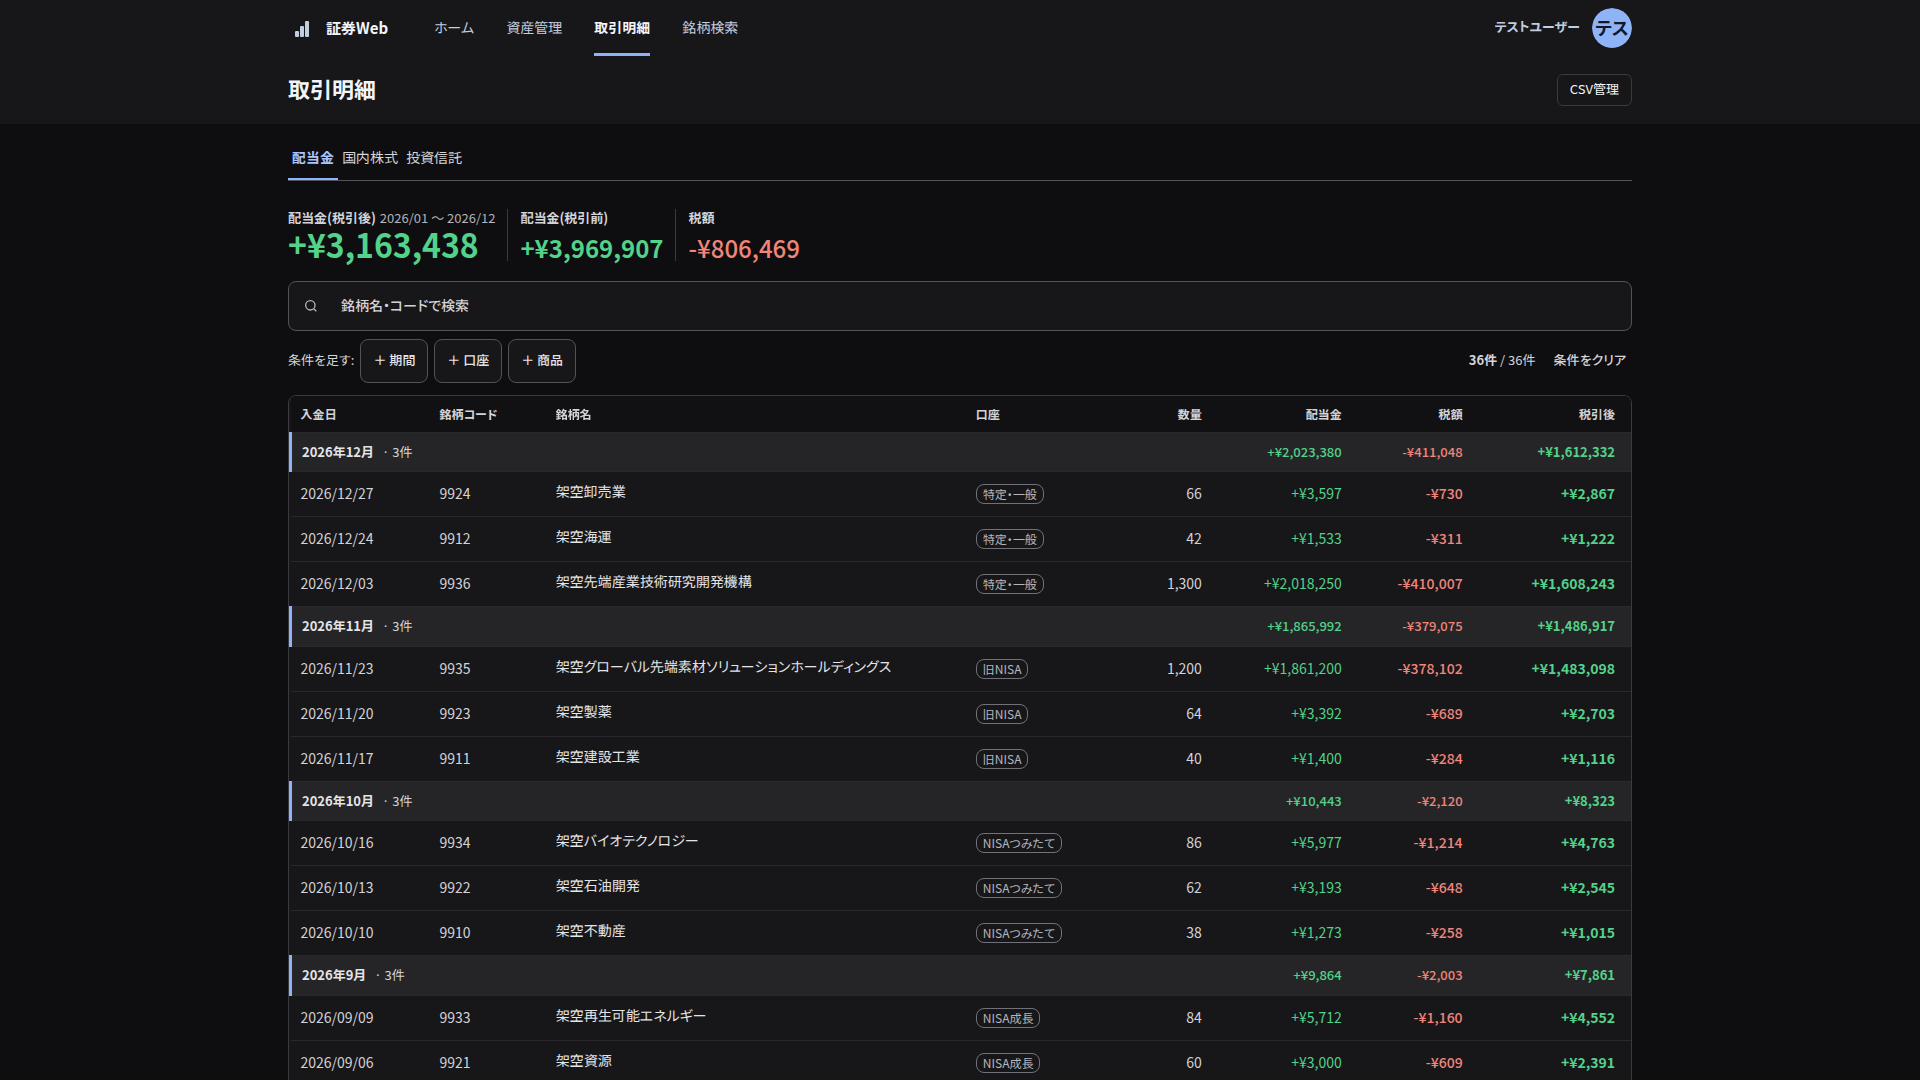 証券Web ホーム 資産管理 取引明細 銘柄検索 テストユーザー テス
取引明細 CSV管理
配当金 国内株式 投資信託
配当金(税引後) 2026/01 ～ 2026/12 配当金(税引前) 税額
+¥3,163,438 +¥3,969,907 -¥806,469
銘柄名・コードで検索
条件を足す: ＋ 期間 ＋ 口座 ＋ 商品 36件 / 36件 条件をクリア
入金日 銘柄コード 銘柄名 口座 数量 配当金 税額 税引後
2026年12月 · 3件 +¥2,023,380 -¥411,048 +¥1,612,332
2026/12/27 9924 架空卸売業 特定・一般 66 +¥3,597 -¥730 +¥2,867
2026/12/24 9912 架空海運 特定・一般 42 +¥1,533 -¥311 +¥1,222
2026/12/03 9936 架空先端産業技術研究開発機構 特定・一般 1,300 +¥2,018,250 -¥410,007 +¥1,608,243
2026年11月 · 3件 +¥1,865,992 -¥379,075 +¥1,486,917
2026/11/23 9935 架空グローバル先端素材ソリューションホールディングス 旧NISA 1,200 +¥1,861,200 -¥378,102 +¥1,483,098
2026/11/20 9923 架空製薬 旧NISA 64 +¥3,392 -¥689 +¥2,703
2026/11/17 9911 架空建設工業 旧NISA 40 +¥1,400 -¥284 +¥1,116
2026年10月 · 3件 +¥10,443 -¥2,120 +¥8,323
2026/10/16 9934 架空バイオテクノロジー NISAつみたて 86 +¥5,977 -¥1,214 +¥4,763
2026/10/13 9922 架空石油開発 NISAつみたて 62 +¥3,193 -¥648 +¥2,545
2026/10/10 9910 架空不動産 NISAつみたて 38 +¥1,273 -¥258 +¥1,015
2026年9月 · 3件 +¥9,864 -¥2,003 +¥7,861
2026/09/09 9933 架空再生可能エネルギー NISA成長 84 +¥5,712 -¥1,160 +¥4,552
2026/09/06 9921 架空資源 NISA成長 60 +¥3,000 -¥609 +¥2,391